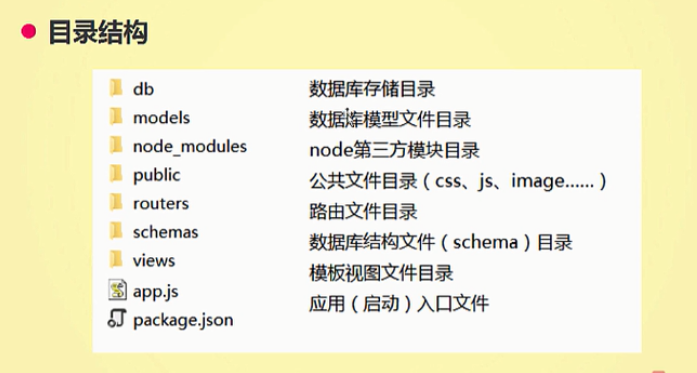 目录结构
db 数据库存储目录
models 数据库模型文件目录
node_modules node第三方模块目录
public 公共文件目录（css、js、image……）
routers 路由文件目录
schemas 数据库结构文件（schema）目录
views 模板视图文件目录
app.js 应用（启动）入口文件
package.json